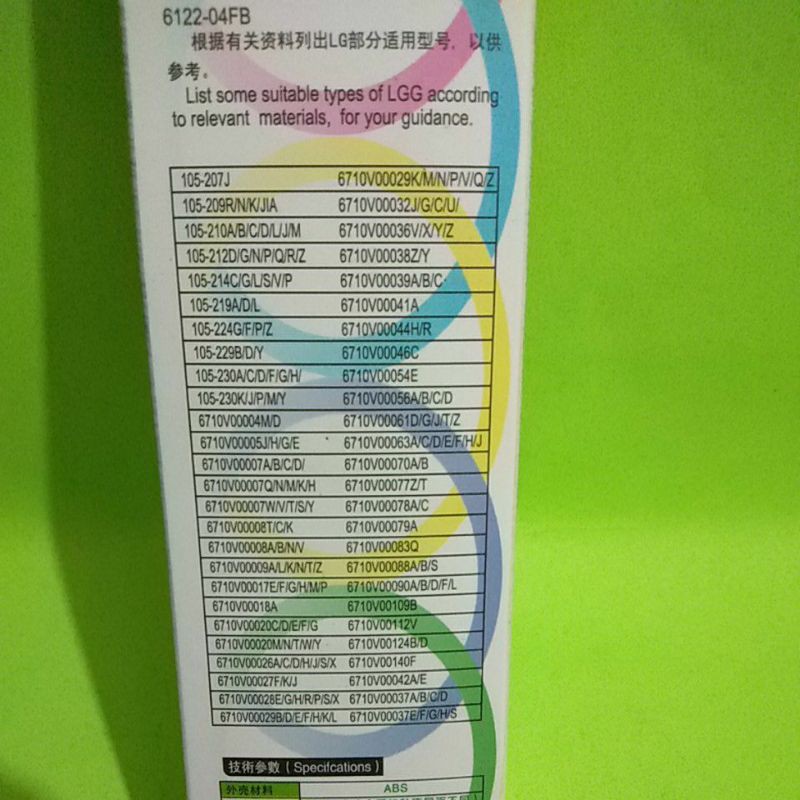 6122-04FB
根据有关资料列出LG部分适用型号，以供
参考。
List some suitable types of LGG according
to relevant materials, for your guidance.
105-207J 6710V00029K/M/N/P/V/Q/Z
105-209R/N/K/JIA 6710V00032J/G/C/U/
105-210A/B/C/D/L/J/M 6710V00036V/X/Y/Z
105-212D/G/N/P/Q/R/Z 6710V00038Z/Y
105-214C/G/L/S/V/P 6710V00039A/B/C
105-219A/D/L 6710V00041A
105-224G/F/P/Z 6710V00044H/R
105-229B/D/Y 6710V00046C
105-230A/C/D/F/G/H/ 6710V00054E
105-230K/J/P/M/Y 6710V00056A/B/C/D
6710V00004M/D 6710V00061D/G/J/T/Z
6710V00005J/H/G/E 6710V00063A/C/D/E/F/H/J
6710V00007A/B/C/D/ 6710V00070A/B
6710V00007Q/N/M/K/H 6710V00077Z/T
6710V00007W/V/T/S/Y 6710V00078A/C
6710V00008T/C/K 6710V00079A
6710V00008A/B/N/V 6710V00083Q
6710V00009A/L/K/N/T/Z 6710V00088A/B/S
6710V00017E/F/G/H/M/P 6710V00090A/B/D/F/L
6710V00018A 6710V00109B
6710V00020C/D/E/F/G 6710V00112V
6710V00020M/N/T/W/Y 6710V00124B/D
6710V00026A/C/D/H/J/S/X 6710V00140F
6710V00027F/K/J 6710V00042A/E
6710V00028E/G/H/R/P/S/X 6710V00037A/B/C/D
6710V00029B/D/E/F/H/K/L 6710V00037E/F/G/H/S
技術参數（Specifcations）
外壳材料 ABS